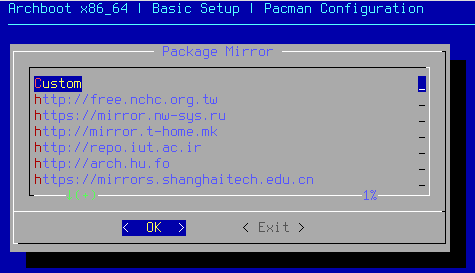 Archboot x86_64 | Basic Setup | Pacman Configuration
Package Mirror
Custom _
http://free.nchc.org.tw _
https://mirror.nw-sys.ru _
http://mirror.t-home.mk _
http://repo.iut.ac.ir _
http://arch.hu.fo _
https://mirrors.shanghaitech.edu.cn _
↓(-) 1%
< OK > < Exit >